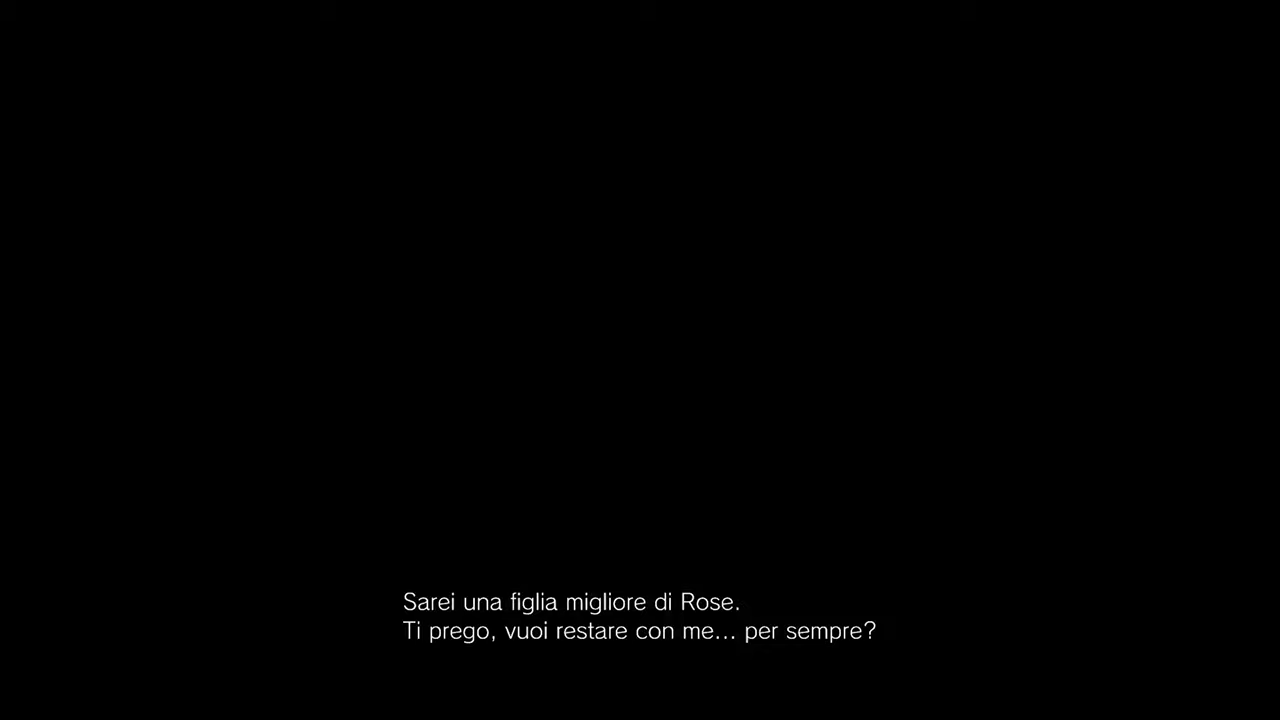 Sarei una figlia migliore di Rose.
Ti prego, vuoi restare con me... per sempre?